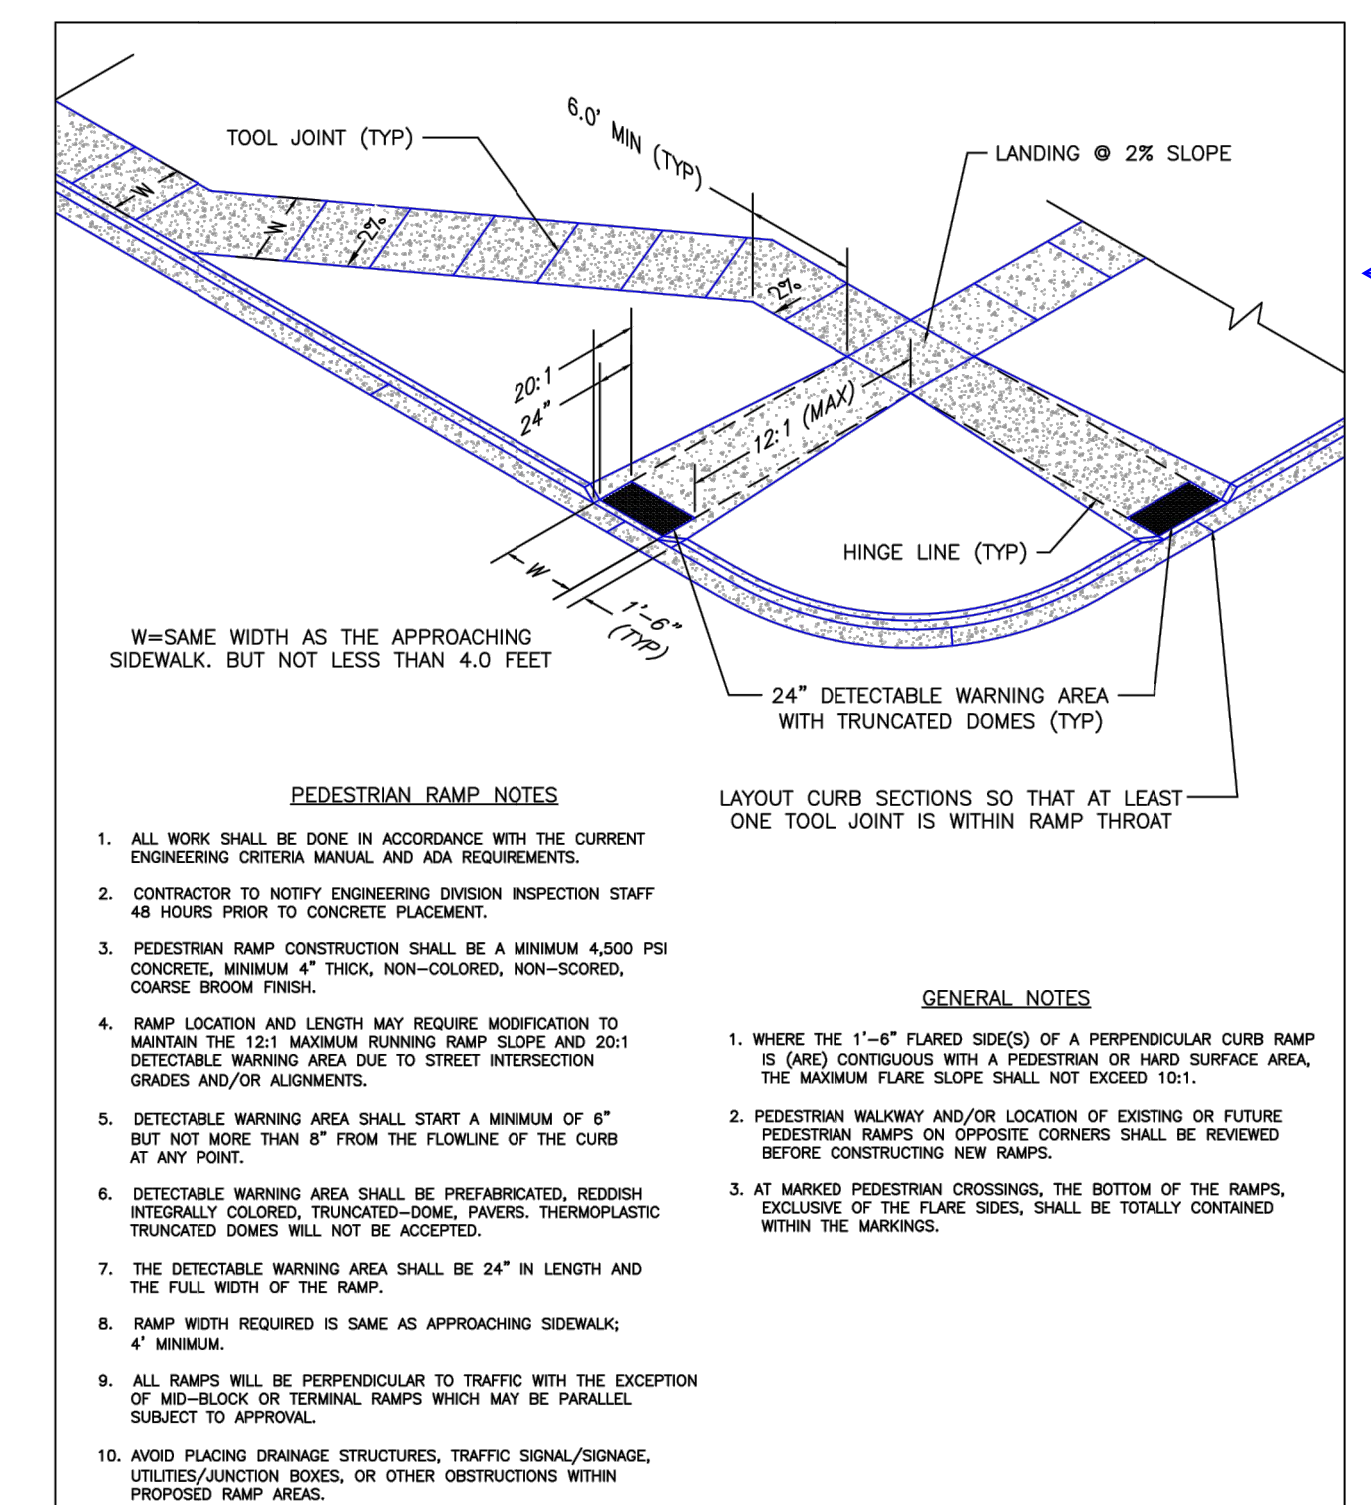 6.0' MIN (TYP)
TOOL JOINT (TYP)
LANDING @ 2% SLOPE
W
W
2%
2%
20:1
24"
12:1 (MAX)
HINGE LINE (TYP)
W
1'-6"
(TYP)
W=SAME WIDTH AS THE APPROACHING
SIDEWALK. BUT NOT LESS THAN 4.0 FEET
24" DETECTABLE WARNING AREA
WITH TRUNCATED DOMES (TYP)
LAYOUT CURB SECTIONS SO THAT AT LEAST
ONE TOOL JOINT IS WITHIN RAMP THROAT
PEDESTRIAN RAMP NOTES
1. ALL WORK SHALL BE DONE IN ACCORDANCE WITH THE CURRENT
ENGINEERING CRITERIA MANUAL AND ADA REQUIREMENTS.
2. CONTRACTOR TO NOTIFY ENGINEERING DIVISION INSPECTION STAFF
48 HOURS PRIOR TO CONCRETE PLACEMENT.
3. PEDESTRIAN RAMP CONSTRUCTION SHALL BE A MINIMUM 4,500 PSI
CONCRETE, MINIMUM 4" THICK, NON-COLORED, NON-SCORED,
COARSE BROOM FINISH.
4. RAMP LOCATION AND LENGTH MAY REQUIRE MODIFICATION TO
MAINTAIN THE 12:1 MAXIMUM RUNNING RAMP SLOPE AND 20:1
DETECTABLE WARNING AREA DUE TO STREET INTERSECTION
GRADES AND/OR ALIGNMENTS.
5. DETECTABLE WARNING AREA SHALL START A MINIMUM OF 6"
BUT NOT MORE THAN 8" FROM THE FLOWLINE OF THE CURB
AT ANY POINT.
6. DETECTABLE WARNING AREA SHALL BE PREFABRICATED, REDDISH
INTEGRALLY COLORED, TRUNCATED-DOME, PAVERS. THERMOPLASTIC
TRUNCATED DOMES WILL NOT BE ACCEPTED.
7. THE DETECTABLE WARNING AREA SHALL BE 24" IN LENGTH AND
THE FULL WIDTH OF THE RAMP.
8. RAMP WIDTH REQUIRED IS SAME AS APPROACHING SIDEWALK;
4' MINIMUM.
9. ALL RAMPS WILL BE PERPENDICULAR TO TRAFFIC WITH THE EXCEPTION
OF MID-BLOCK OR TERMINAL RAMPS WHICH MAY BE PARALLEL
SUBJECT TO APPROVAL.
10. AVOID PLACING DRAINAGE STRUCTURES, TRAFFIC SIGNAL/SIGNAGE,
UTILITIES/JUNCTION BOXES, OR OTHER OBSTRUCTIONS WITHIN
PROPOSED RAMP AREAS.
GENERAL NOTES
1. WHERE THE 1'-6" FLARED SIDE(S) OF A PERPENDICULAR CURB RAMP
IS (ARE) CONTIGUOUS WITH A PEDESTRIAN OR HARD SURFACE AREA,
THE MAXIMUM FLARE SLOPE SHALL NOT EXCEED 10:1.
2. PEDESTRIAN WALKWAY AND/OR LOCATION OF EXISTING OR FUTURE
PEDESTRIAN RAMPS ON OPPOSITE CORNERS SHALL BE REVIEWED
BEFORE CONSTRUCTING NEW RAMPS.
3. AT MARKED PEDESTRIAN CROSSINGS, THE BOTTOM OF THE RAMPS,
EXCLUSIVE OF THE FLARE SIDES, SHALL BE TOTALLY CONTAINED
WITHIN THE MARKINGS.